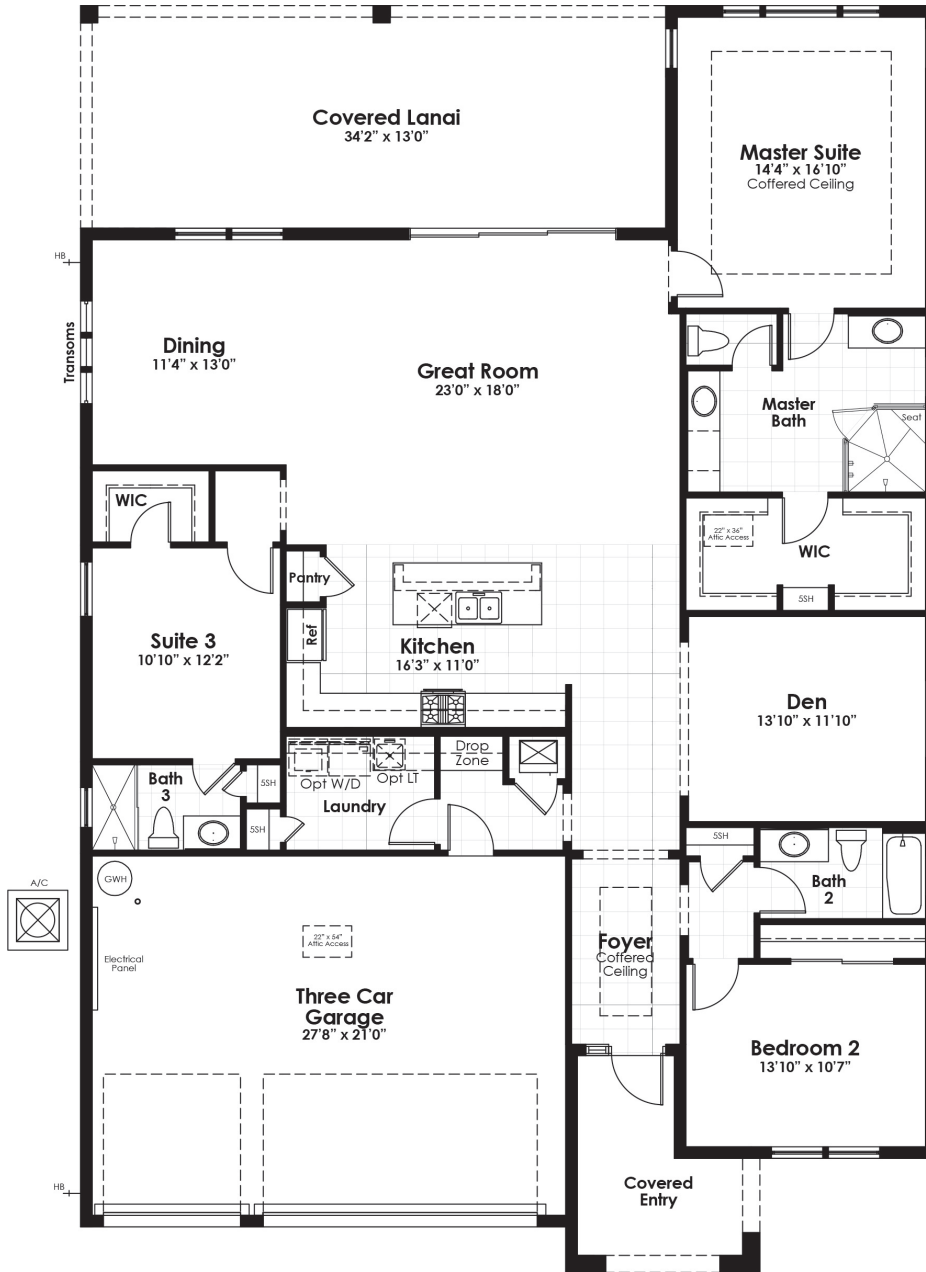 Covered Lanai
34'2” x 13'0”
Master Suite
14'4” x 16'10”
Coffered Ceiling
HB
Transoms
Dining
11'4” x 13'0”
Great Room
23'0” x 18'0”
Master
Bath
Seat
WIC
22” x 36”
Attic Access
WIC
5SH
Pantry
Ref
Kitchen
16'3” x 11'0”
Suite 3
10'10” x 12'2”
Den
13'10” x 11'10”
Drop
Zone
Opt W/D
Opt LT
Laundry
Bath
3
5SH
5SH
5SH
Bath
2
A/C
GWH
Electrical
Panel
22” x 54”
Attic Access
Foyer
Coffered
Ceiling
Three Car
Garage
27'8” x 21'0”
Bedroom 2
13'10” x 10'7”
HB
Covered
Entry